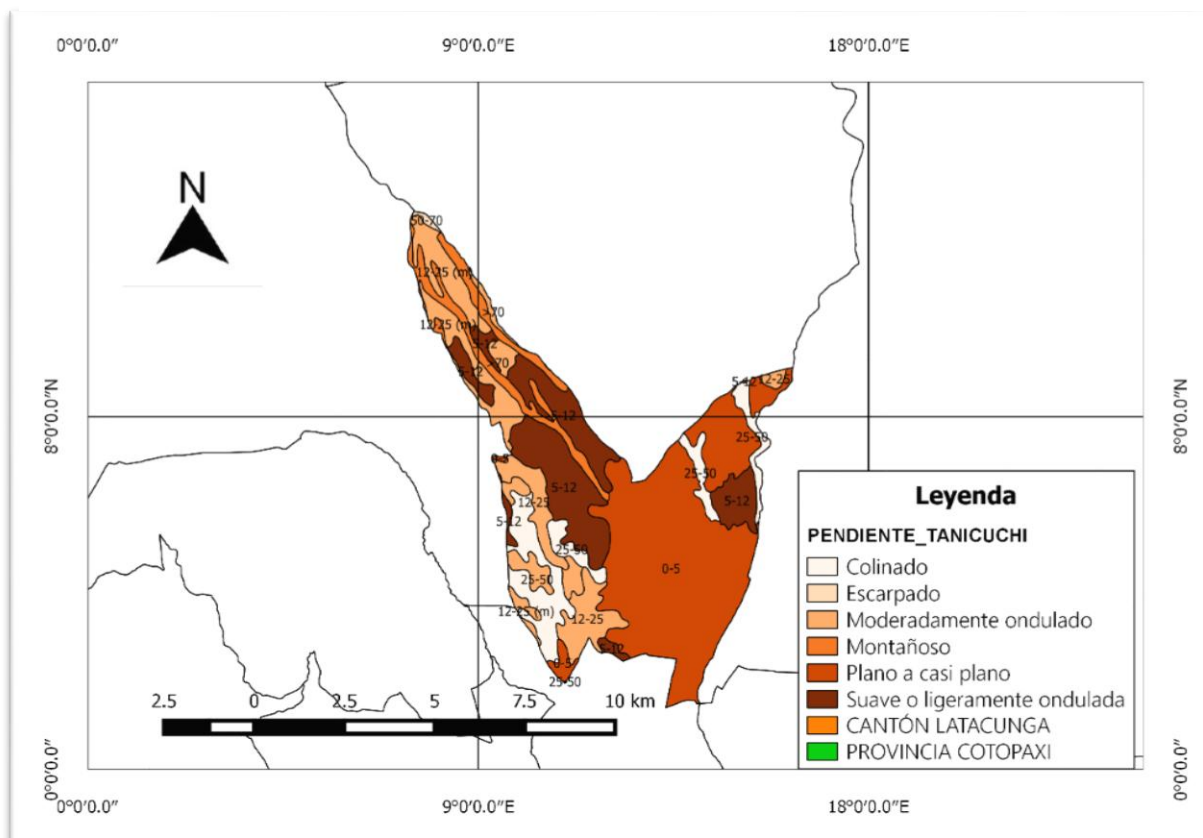 0°0'0.0"
9°0'0.0"E
18°0'0.0"E
N
50-70
12-25 (m)
>70
12-25 (m)
5-12
>70
5-12
5-12
12-25
5-12
8°0'0.0"N
8°0'0.0"N
25-50
0-5
25-50
5-12
12-25
5-12
5-12
25-50
0-5
25-50
12-25 (m)
12-25
5-12
0-5
25-50
2.5 0 2.5 5 7.5 10 km
Leyenda
PENDIENTE_TANICUCHI
Colinado
Escarpado
Moderadamente ondulado
Montañoso
Plano a casi plano
Suave o ligeramente ondulada
CANTÓN LATACUNGA
PROVINCIA COTOPAXI
0°0'0.0"
0°0'0.0"
0°0'0.0"
9°0'0.0"E
18°0'0.0"E